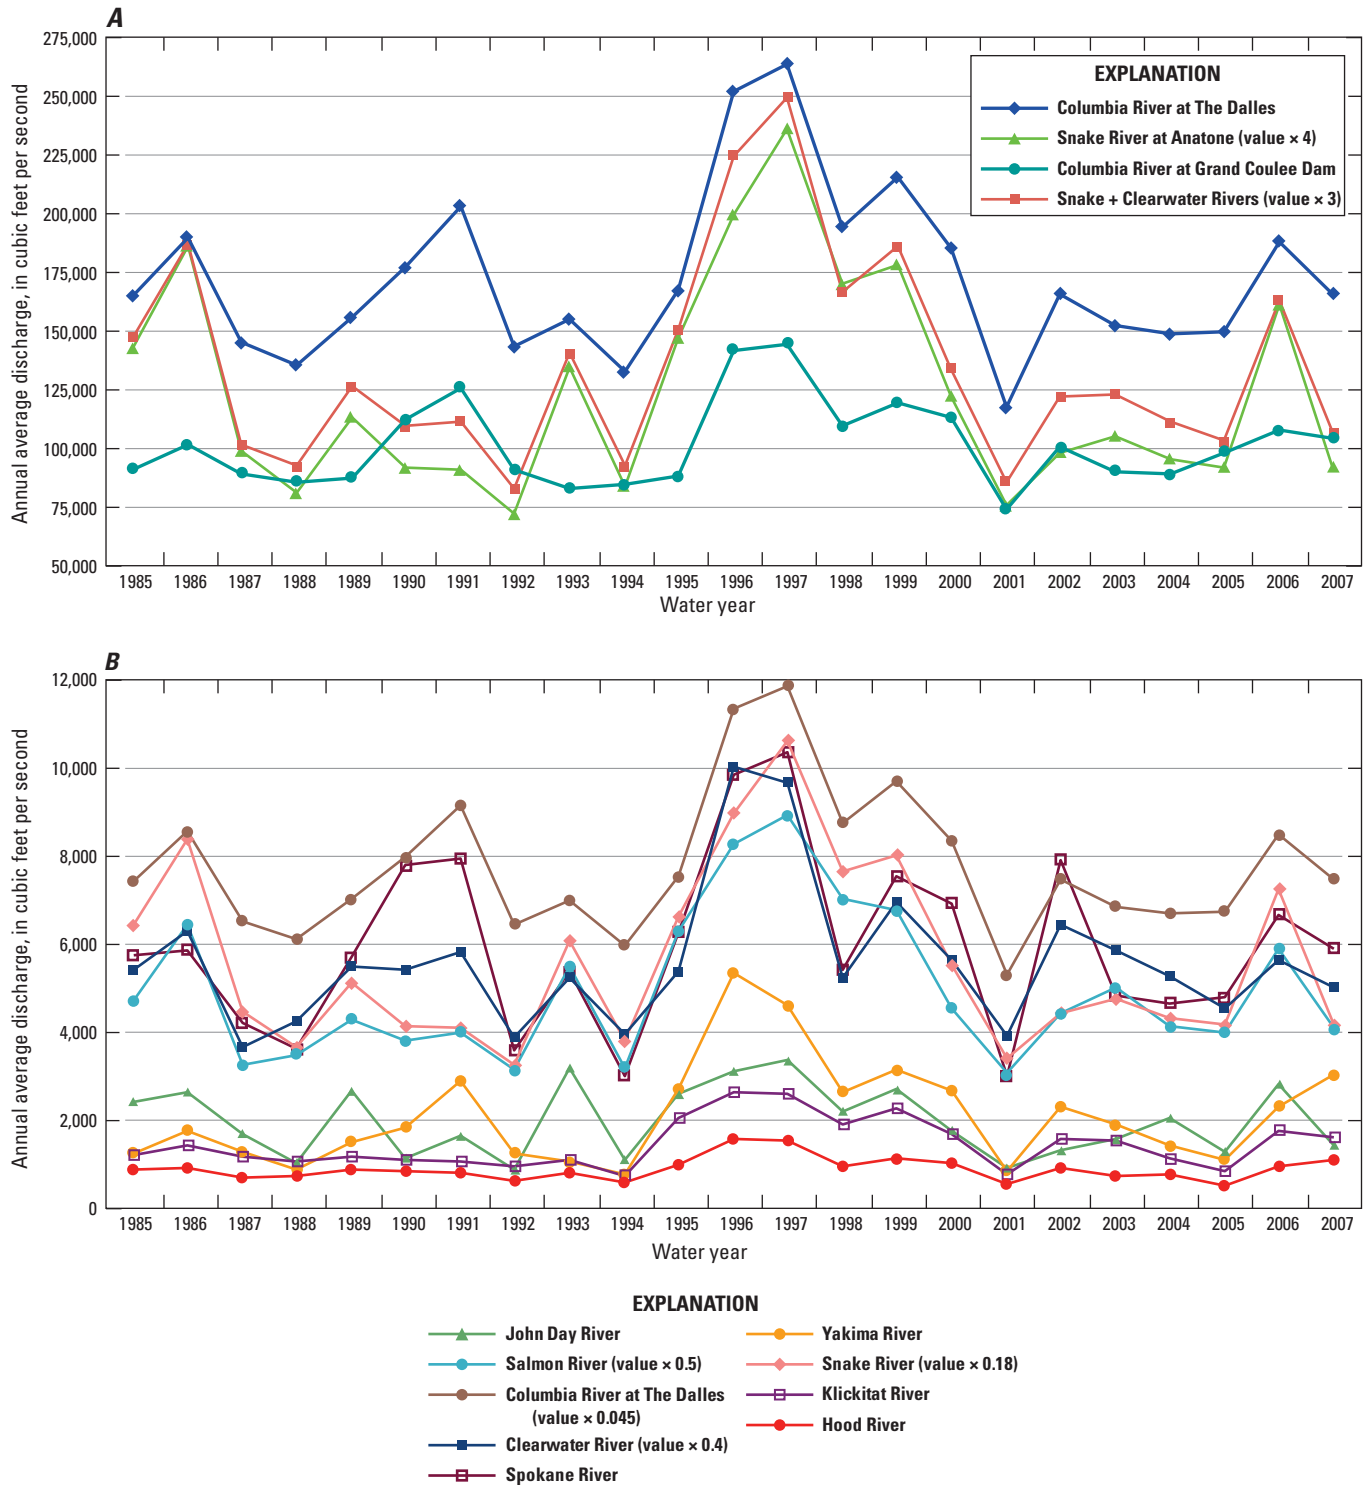 A
275,000
250,000
225,000
200,000
175,000
150,000
125,000
100,000
75,000
50,000
Annual average discharge, in cubic feet per second
EXPLANATION
Columbia River at The Dalles
Snake River at Anatone (value × 4)
Columbia River at Grand Coulee Dam
Snake + Clearwater Rivers (value × 3)
1985 1986 1987 1988 1989 1990 1991 1992 1993 1994 1995 1996 1997 1998 1999 2000 2001 2002 2003 2004 2005 2006 2007
Water year
B
12,000
10,000
8,000
6,000
4,000
2,000
0
Annual average discharge, in cubic feet per second
1985 1986 1987 1988 1989 1990 1991 1992 1993 1994 1995 1996 1997 1998 1999 2000 2001 2002 2003 2004 2005 2006 2007
Water year
EXPLANATION
John Day River
Salmon River (value × 0.5)
Columbia River at The Dalles
(value × 0.045)
Clearwater River (value × 0.4)
Spokane River
Yakima River
Snake River (value × 0.18)
Klickitat River
Hood River